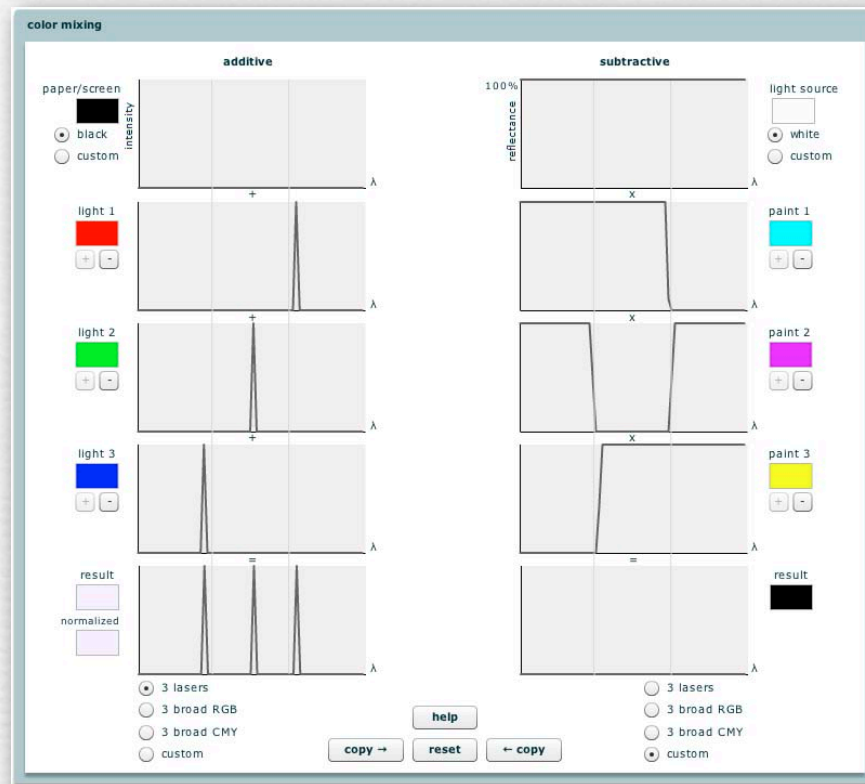 color mixing
additive
subtractive
paper/screen
black
custom
intensity
λ
+
light 1
+
-
λ
+
light 2
+
-
λ
+
light 3
+
-
λ
=
result
normalized
λ
3 lasers
3 broad RGB
3 broad CMY
custom
100%
reflectance
light source
white
custom
λ
x
paint 1
+
-
λ
x
paint 2
+
-
λ
x
paint 3
+
-
λ
=
result
λ
3 lasers
3 broad RGB
3 broad CMY
custom
help
copy → reset ← copy